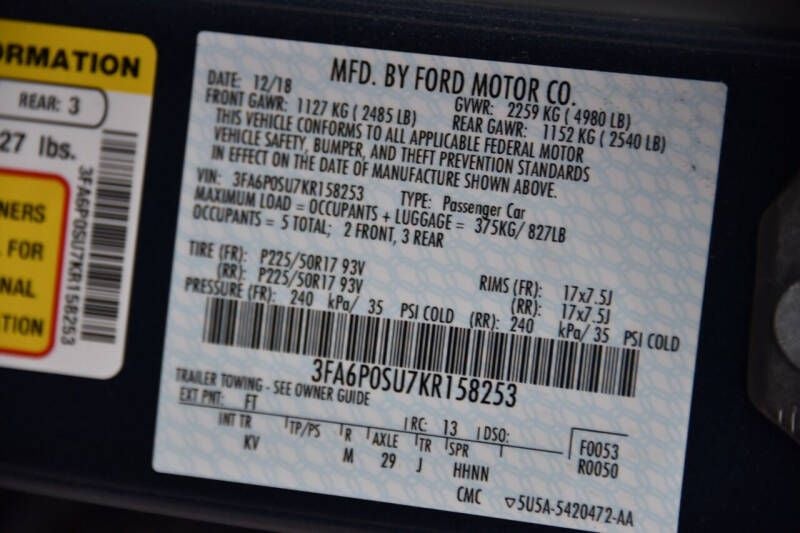 ORMATION
REAR: 3
27 lbs.
NERS
FOR
NAL
TION
3FA6P0SU7KR158253
MFD. BY FORD MOTOR CO.
DATE: 12/18
GVWR: 2259 KG ( 4980 LB)
FRONT GAWR: 1127 KG ( 2485 LB)
REAR GAWR: 1152 KG ( 2540 LB)
THIS VEHICLE CONFORMS TO ALL APPLICABLE FEDERAL MOTOR
VEHICLE SAFETY, BUMPER, AND THEFT PREVENTION STANDARDS
IN EFFECT ON THE DATE OF MANUFACTURE SHOWN ABOVE.
VIN: 3FA6P0SU7KR158253
TYPE: Passenger Car
MAXIMUM LOAD = OCCUPANTS + LUGGAGE = 375KG/ 827LB
OCCUPANTS = 5 TOTAL; 2 FRONT, 3 REAR
TIRE (FR): P225/50R17 93V RIMS (FR): 17x7.5J
(RR): P225/50R17 93V (RR): 17x7.5J
PRESSURE (FR): 240 kPa/ 35 PSI COLD (RR): 240 kPa/ 35 PSI COLD
3FA6P0SU7KR158253
TRAILER TOWING - SEE OWNER GUIDE
EXT PNT: FT RC: 13 DSO: F0053
INT TR TP/PS R AXLE TR SPR R0050
KV M 29 J HHNN
CMC 5U5A-5420472-AA